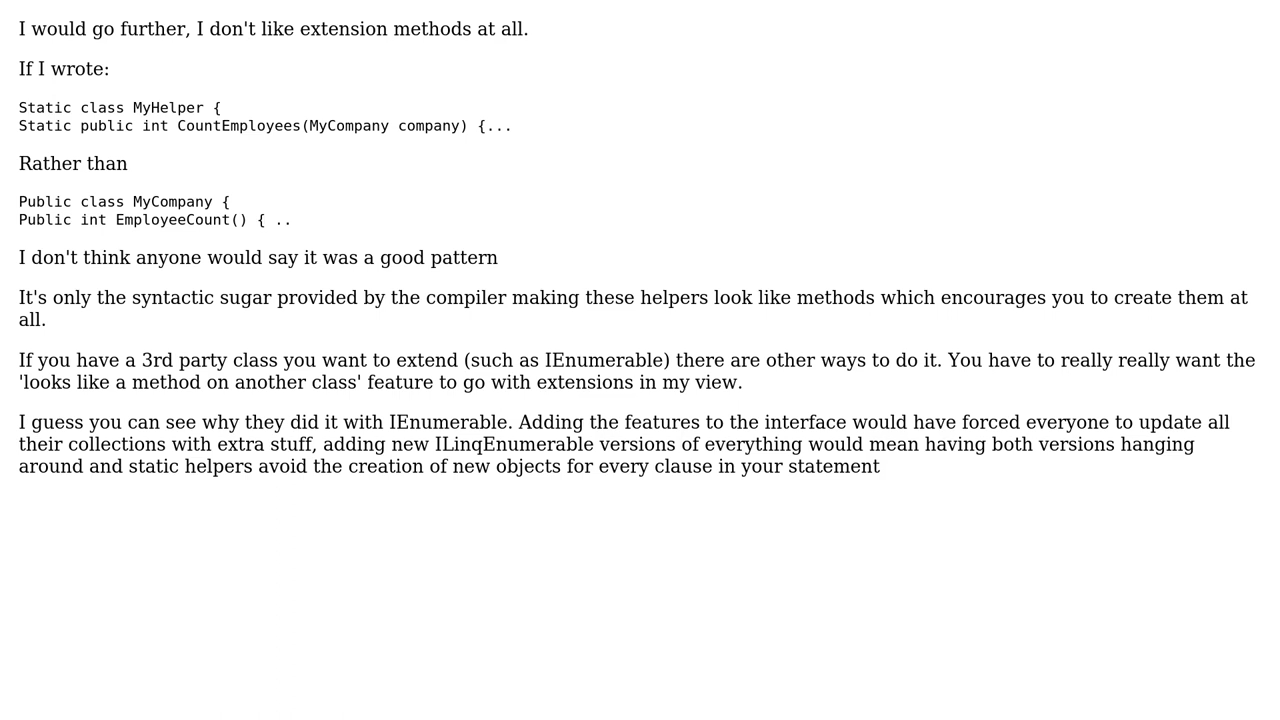 I would go further, I don't like extension methods at all.
If I wrote:
Static class MyHelper {
Static public int CountEmployees(MyCompany company) {...
Rather than
Public class MyCompany {
Public int EmployeeCount() { ..
I don't think anyone would say it was a good pattern
It's only the syntactic sugar provided by the compiler making these helpers look like methods which encourages you to create them at
all.
If you have a 3rd party class you want to extend (such as IEnumerable) there are other ways to do it. You have to really really want the
'looks like a method on another class' feature to go with extensions in my view.
I guess you can see why they did it with IEnumerable. Adding the features to the interface would have forced everyone to update all
their collections with extra stuff, adding new ILinqEnumerable versions of everything would mean having both versions hanging
around and static helpers avoid the creation of new objects for every clause in your statement